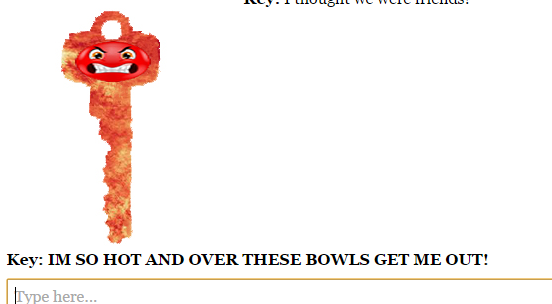 Key: I thought we were friends!
Key: IM SO HOT AND OVER THESE BOWLS GET ME OUT!
Type here...